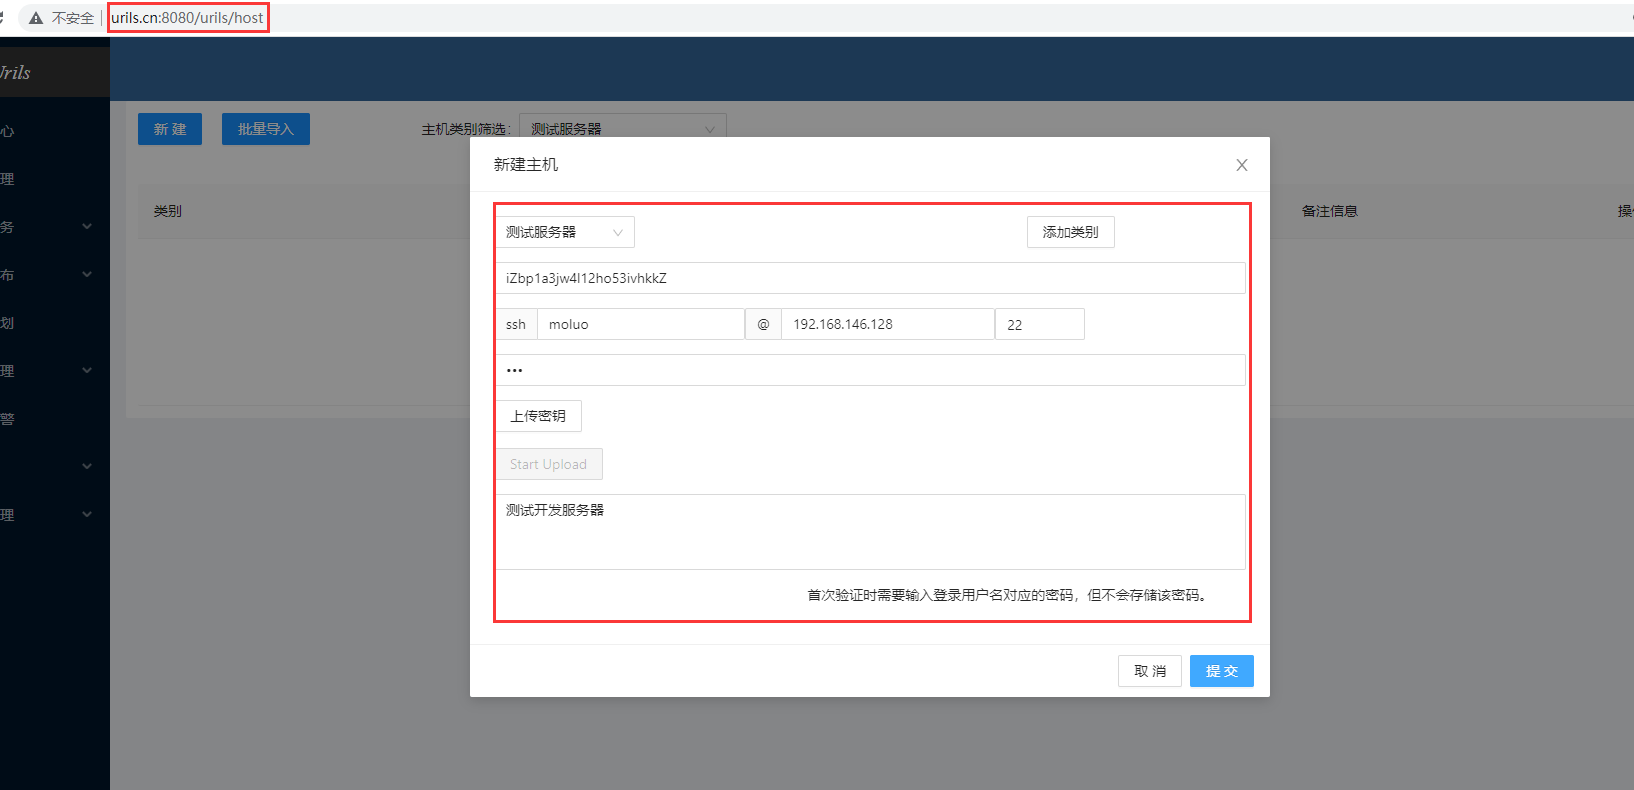 不安全 urils.cn:8080/urils/host
Urils
心
理
务
布
划
理
警
理
新 建 批量导入 主机类别筛选: 测试服务器
类别 备注信息
新建主机
测试服务器 添加类别
iZbp1a3jw4l12ho53ivhkkZ
ssh moluo @ 192.168.146.128 22
•••
上传密钥
Start Upload
测试开发服务器
首次验证时需要输入登录用户名对应的密码，但不会存储该密码。
取 消 提 交